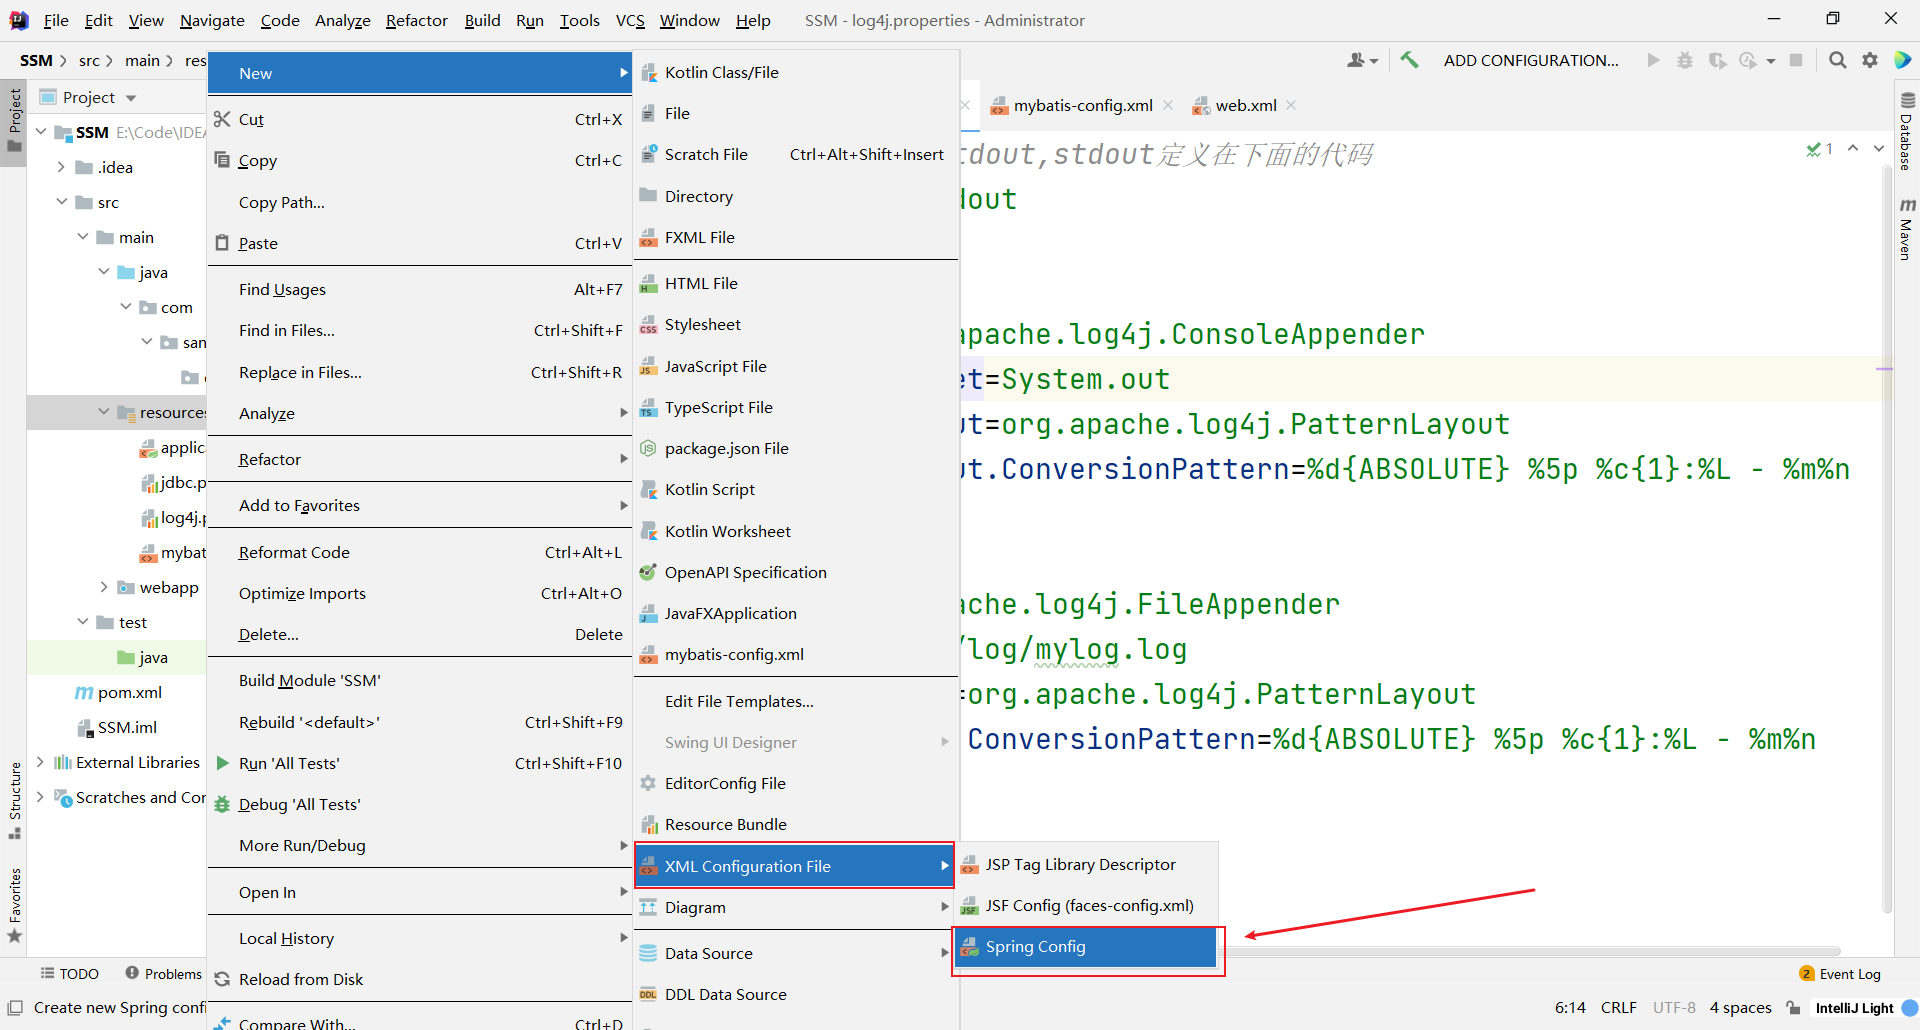 File Edit View Navigate Code Analyze Refactor Build Run Tools VCS Window Help SSM - log4j.properties - Administrator
SSM src main res
ADD CONFIGURATION...
Project
mybatis-config.xml
web.xml
Project
Structure
Favorites
SSM E:\Code\IDEA
.idea
src
main
java
com
san
resources
applic
jdbc.p
log4j.p
mybat
webapp
test
java
pom.xml
SSM.iml
External Libraries
Scratches and Cor
New
Cut Ctrl+X
Copy Ctrl+C
Copy Path...
Paste Ctrl+V
Find Usages Alt+F7
Find in Files... Ctrl+Shift+F
Replace in Files... Ctrl+Shift+R
Analyze
Refactor
Add to Favorites
Reformat Code Ctrl+Alt+L
Optimize Imports Ctrl+Alt+O
Delete... Delete
Build Module 'SSM'
Rebuild '<default>' Ctrl+Shift+F9
Run 'All Tests' Ctrl+Shift+F10
Debug 'All Tests'
More Run/Debug
Open In
Local History
Reload from Disk
Compare With... Ctrl+D
Kotlin Class/File
File
Scratch File Ctrl+Alt+Shift+Insert
Directory
FXML File
HTML File
Stylesheet
JavaScript File
TypeScript File
package.json File
Kotlin Script
Kotlin Worksheet
OpenAPI Specification
JavaFXApplication
mybatis-config.xml
Edit File Templates...
Swing UI Designer
EditorConfig File
Resource Bundle
XML Configuration File
Diagram
Data Source
DDL Data Source
JSP Tag Library Descriptor
JSF Config (faces-config.xml)
Spring Config
tdout,stdout定义在下面的代码
dout
apache.log4j.ConsoleAppender
et=System.out
ut=org.apache.log4j.PatternLayout
ut.ConversionPattern=%d{ABSOLUTE} %5p %c{1}:%L - %m%n
ache.log4j.FileAppender
/log/mylog.log
=org.apache.log4j.PatternLayout
ConversionPattern=%d{ABSOLUTE} %5p %c{1}:%L - %m%n
1
Database
Maven
TODO Problems
2 Event Log
Create new Spring confi
6:14 CRLF UTF-8 4 spaces IntelliJ Light